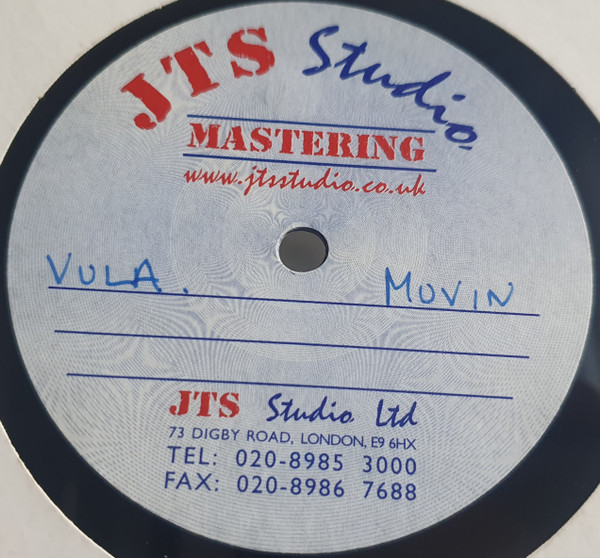 JTS Studio
MASTERING
www.jtsstudio.co.uk
VULA. MOVIN
JTS Studio Ltd
73 DIGBY ROAD, LONDON, E9 6HX
TEL: 020-8985 3000
FAX: 020-8986 7688